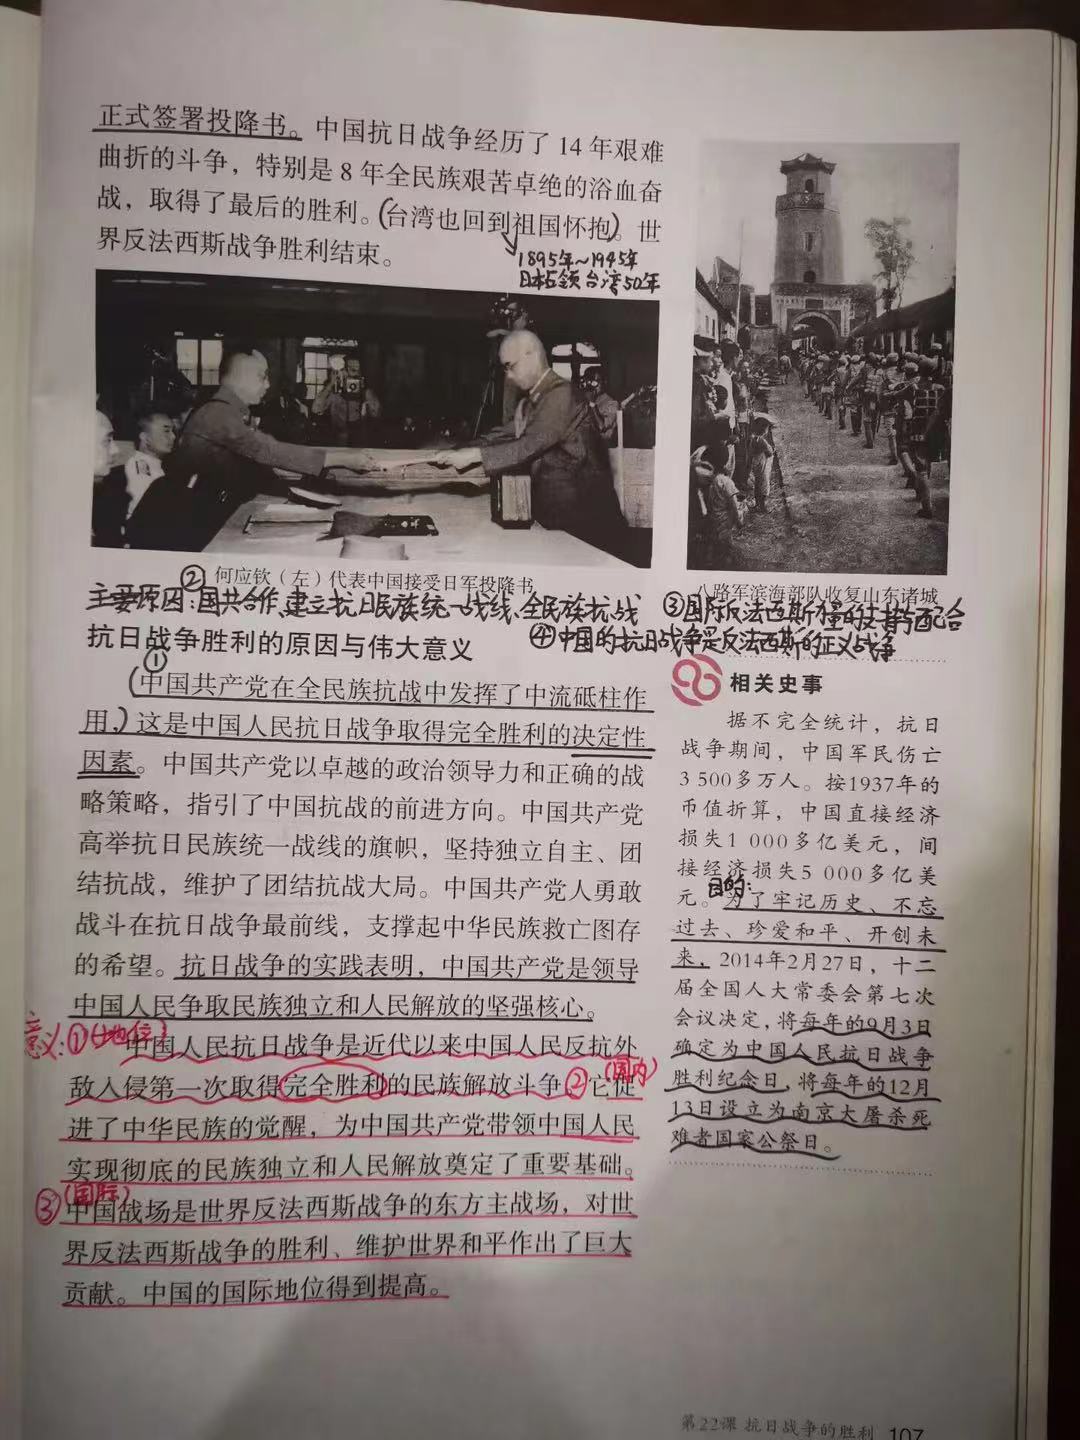 正式签署投降书。中国抗日战争经历了14年艰难
曲折的斗争，特别是8年全民族艰苦卓绝的浴血奋
战，取得了最后的胜利。(台湾也回到祖国怀抱)。世
界反法西斯战争胜利结束。
1895年~1945年
日本占领台湾50年
何应钦（左）代表中国接受日军投降书
八路军滨海部队收复山东诸城
主要原因：②国共合作、建立抗日民族统一战线、全民族抗战
③国际反法西斯力量的支持与配合
④中国的抗日战争是反法西斯的正义战争
抗日战争胜利的原因与伟大意义
①
(中国共产党在全民族抗战中发挥了中流砥柱作
用，)这是中国人民抗日战争取得完全胜利的决定性
因素。中国共产党以卓越的政治领导力和正确的战
略策略，指引了中国抗战的前进方向。中国共产党
高举抗日民族统一战线的旗帜，坚持独立自主、团
结抗战，维护了团结抗战大局。中国共产党人勇敢
战斗在抗日战争最前线，支撑起中华民族救亡图存
的希望。抗日战争的实践表明，中国共产党是领导
中国人民争取民族独立和人民解放的坚强核心。
意义：①(地位)
中国人民抗日战争是近代以来中国人民反抗外
敌入侵第一次取得完全胜利的民族解放斗争②(国内)它促
进了中华民族的觉醒，为中国共产党带领中国人民
实现彻底的民族独立和人民解放奠定了重要基础。
③(国际)
中国战场是世界反法西斯战争的东方主战场，对世
界反法西斯战争的胜利、维护世界和平作出了巨大
贡献。中国的国际地位得到提高。
相关史事
据不完全统计，抗日
战争期间，中国军民伤亡
3 500多万人。按1937年的
币值折算，中国直接经济
损失1 000多亿美元，间
接经济损失5 000多亿美
目的：
元。为了牢记历史、不忘
过去、珍爱和平、开创未
来，2014年2月27日，十二
届全国人大常委会第七次
会议决定，将每年的9月3日
确定为中国人民抗日战争
胜利纪念日，将每年的12月
13日设立为南京大屠杀死
难者国家公祭日。
第22课 抗日战争的胜利 107